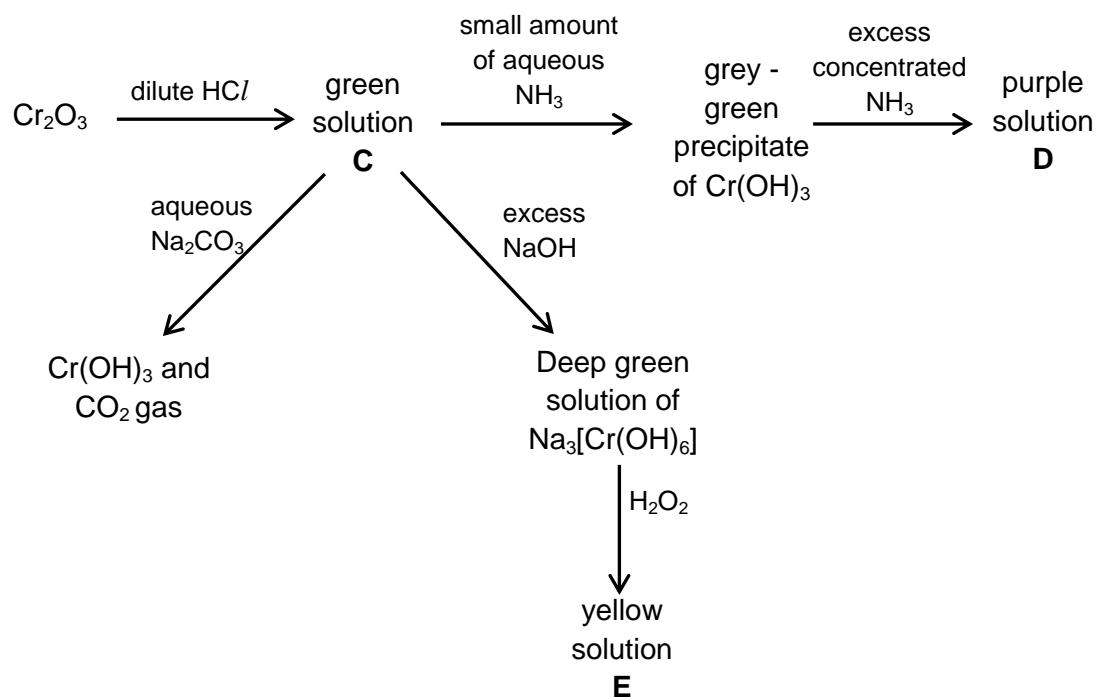 Cr₂O₃
dilute HCl
green
solution
C
small amount
of aqueous
NH₃
grey -
green
precipitate
of Cr(OH)₃
excess
concentrated
NH₃
purple
solution
D
aqueous
Na₂CO₃
Cr(OH)₃ and
CO₂ gas
excess
NaOH
Deep green
solution of
Na₃[Cr(OH)₆]
H₂O₂
yellow
solution
E